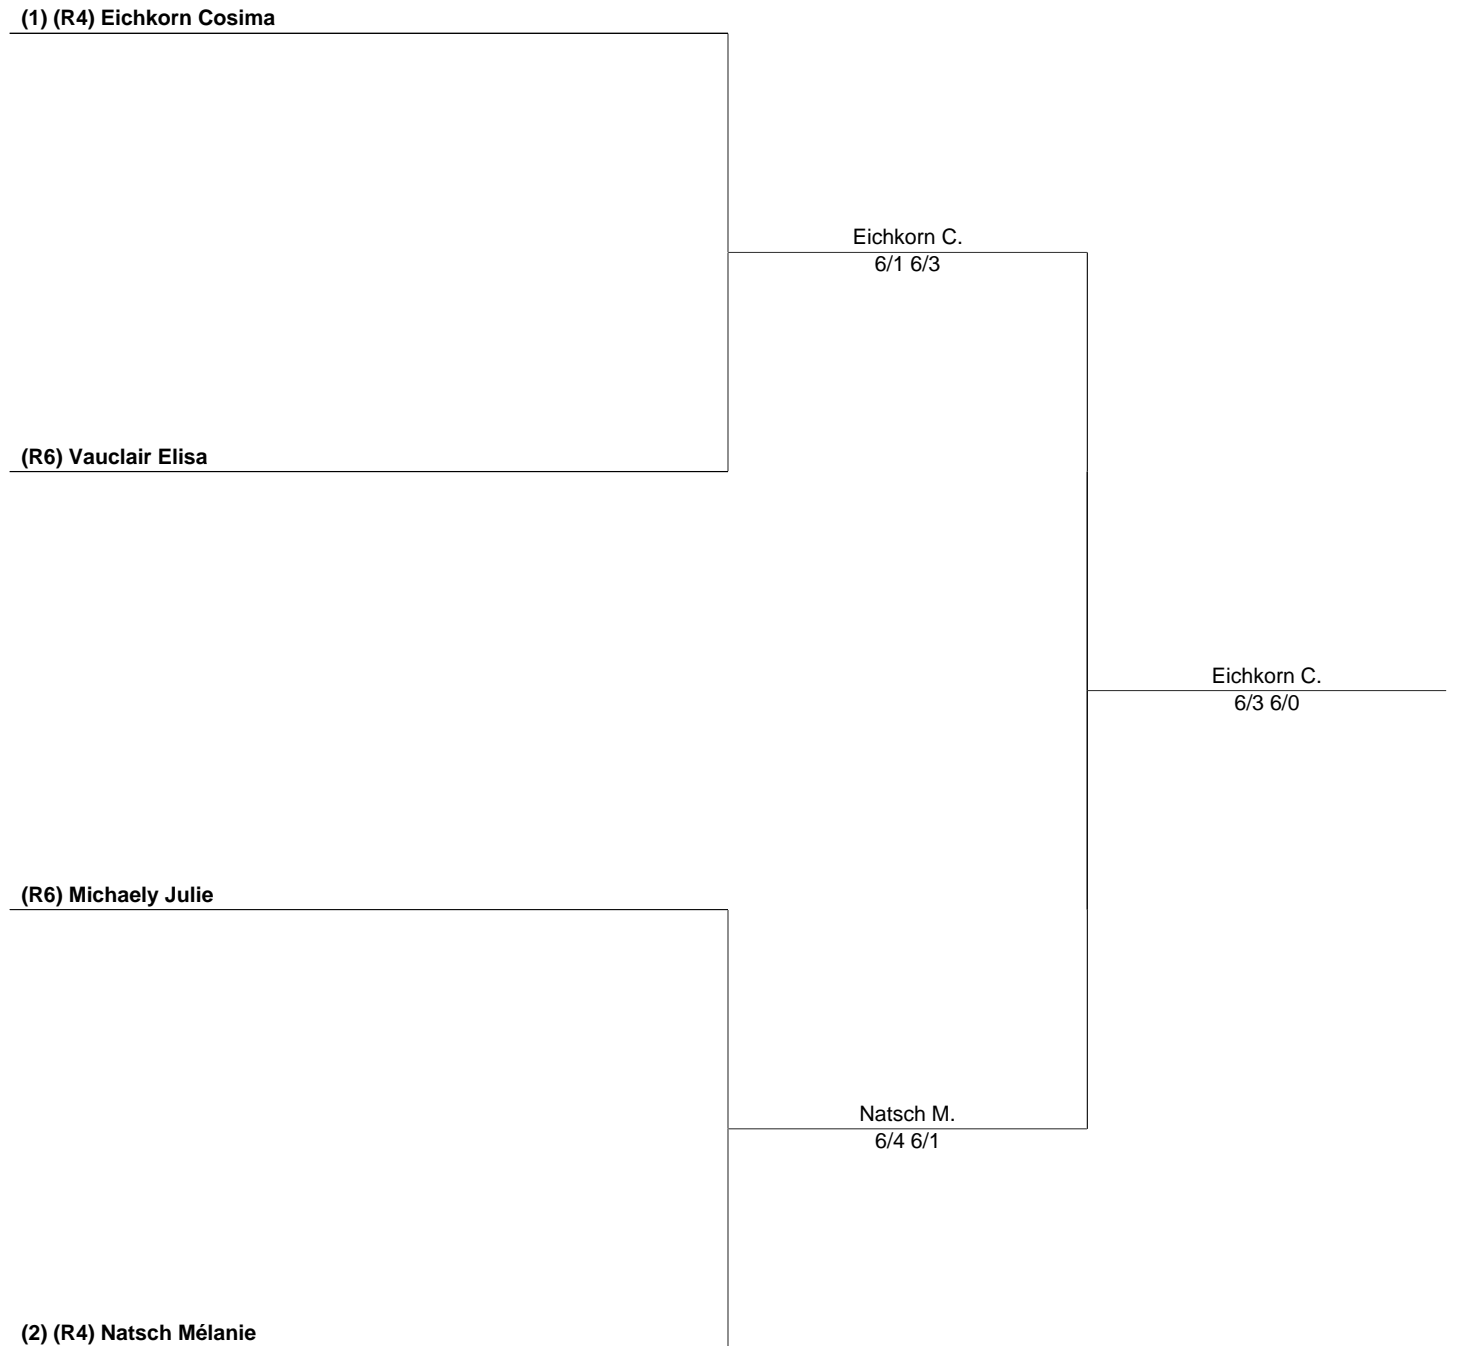 (1) (R4) Eichkorn Cosima
Eichkorn C.
6/1 6/3
(R6) Vauclair Elisa
Eichkorn C.
6/3 6/0
(R6) Michaely Julie
Natsch M.
6/4 6/1
(2) (R4) Natsch Mélanie